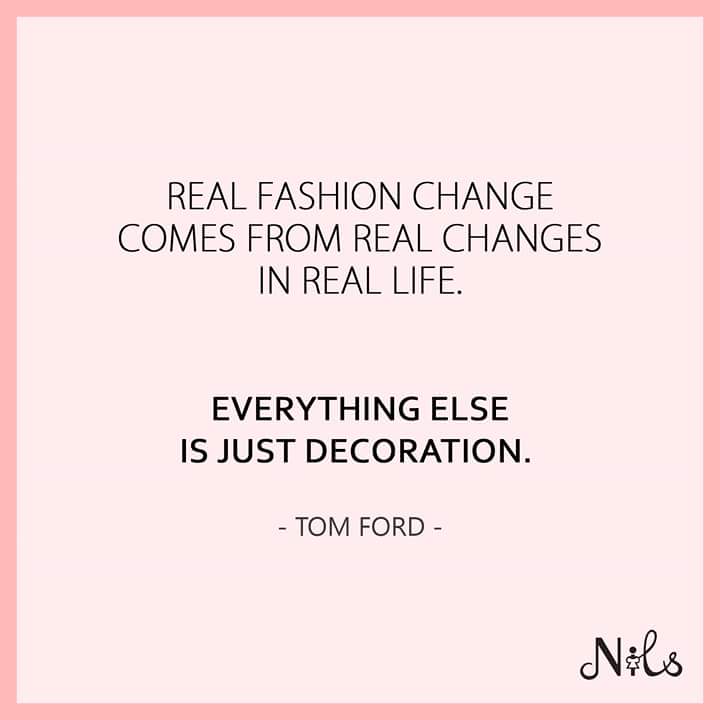 REAL FASHION CHANGE
COMES FROM REAL CHANGES
IN REAL LIFE.
EVERYTHING ELSE
IS JUST DECORATION.
- TOM FORD -
Nils